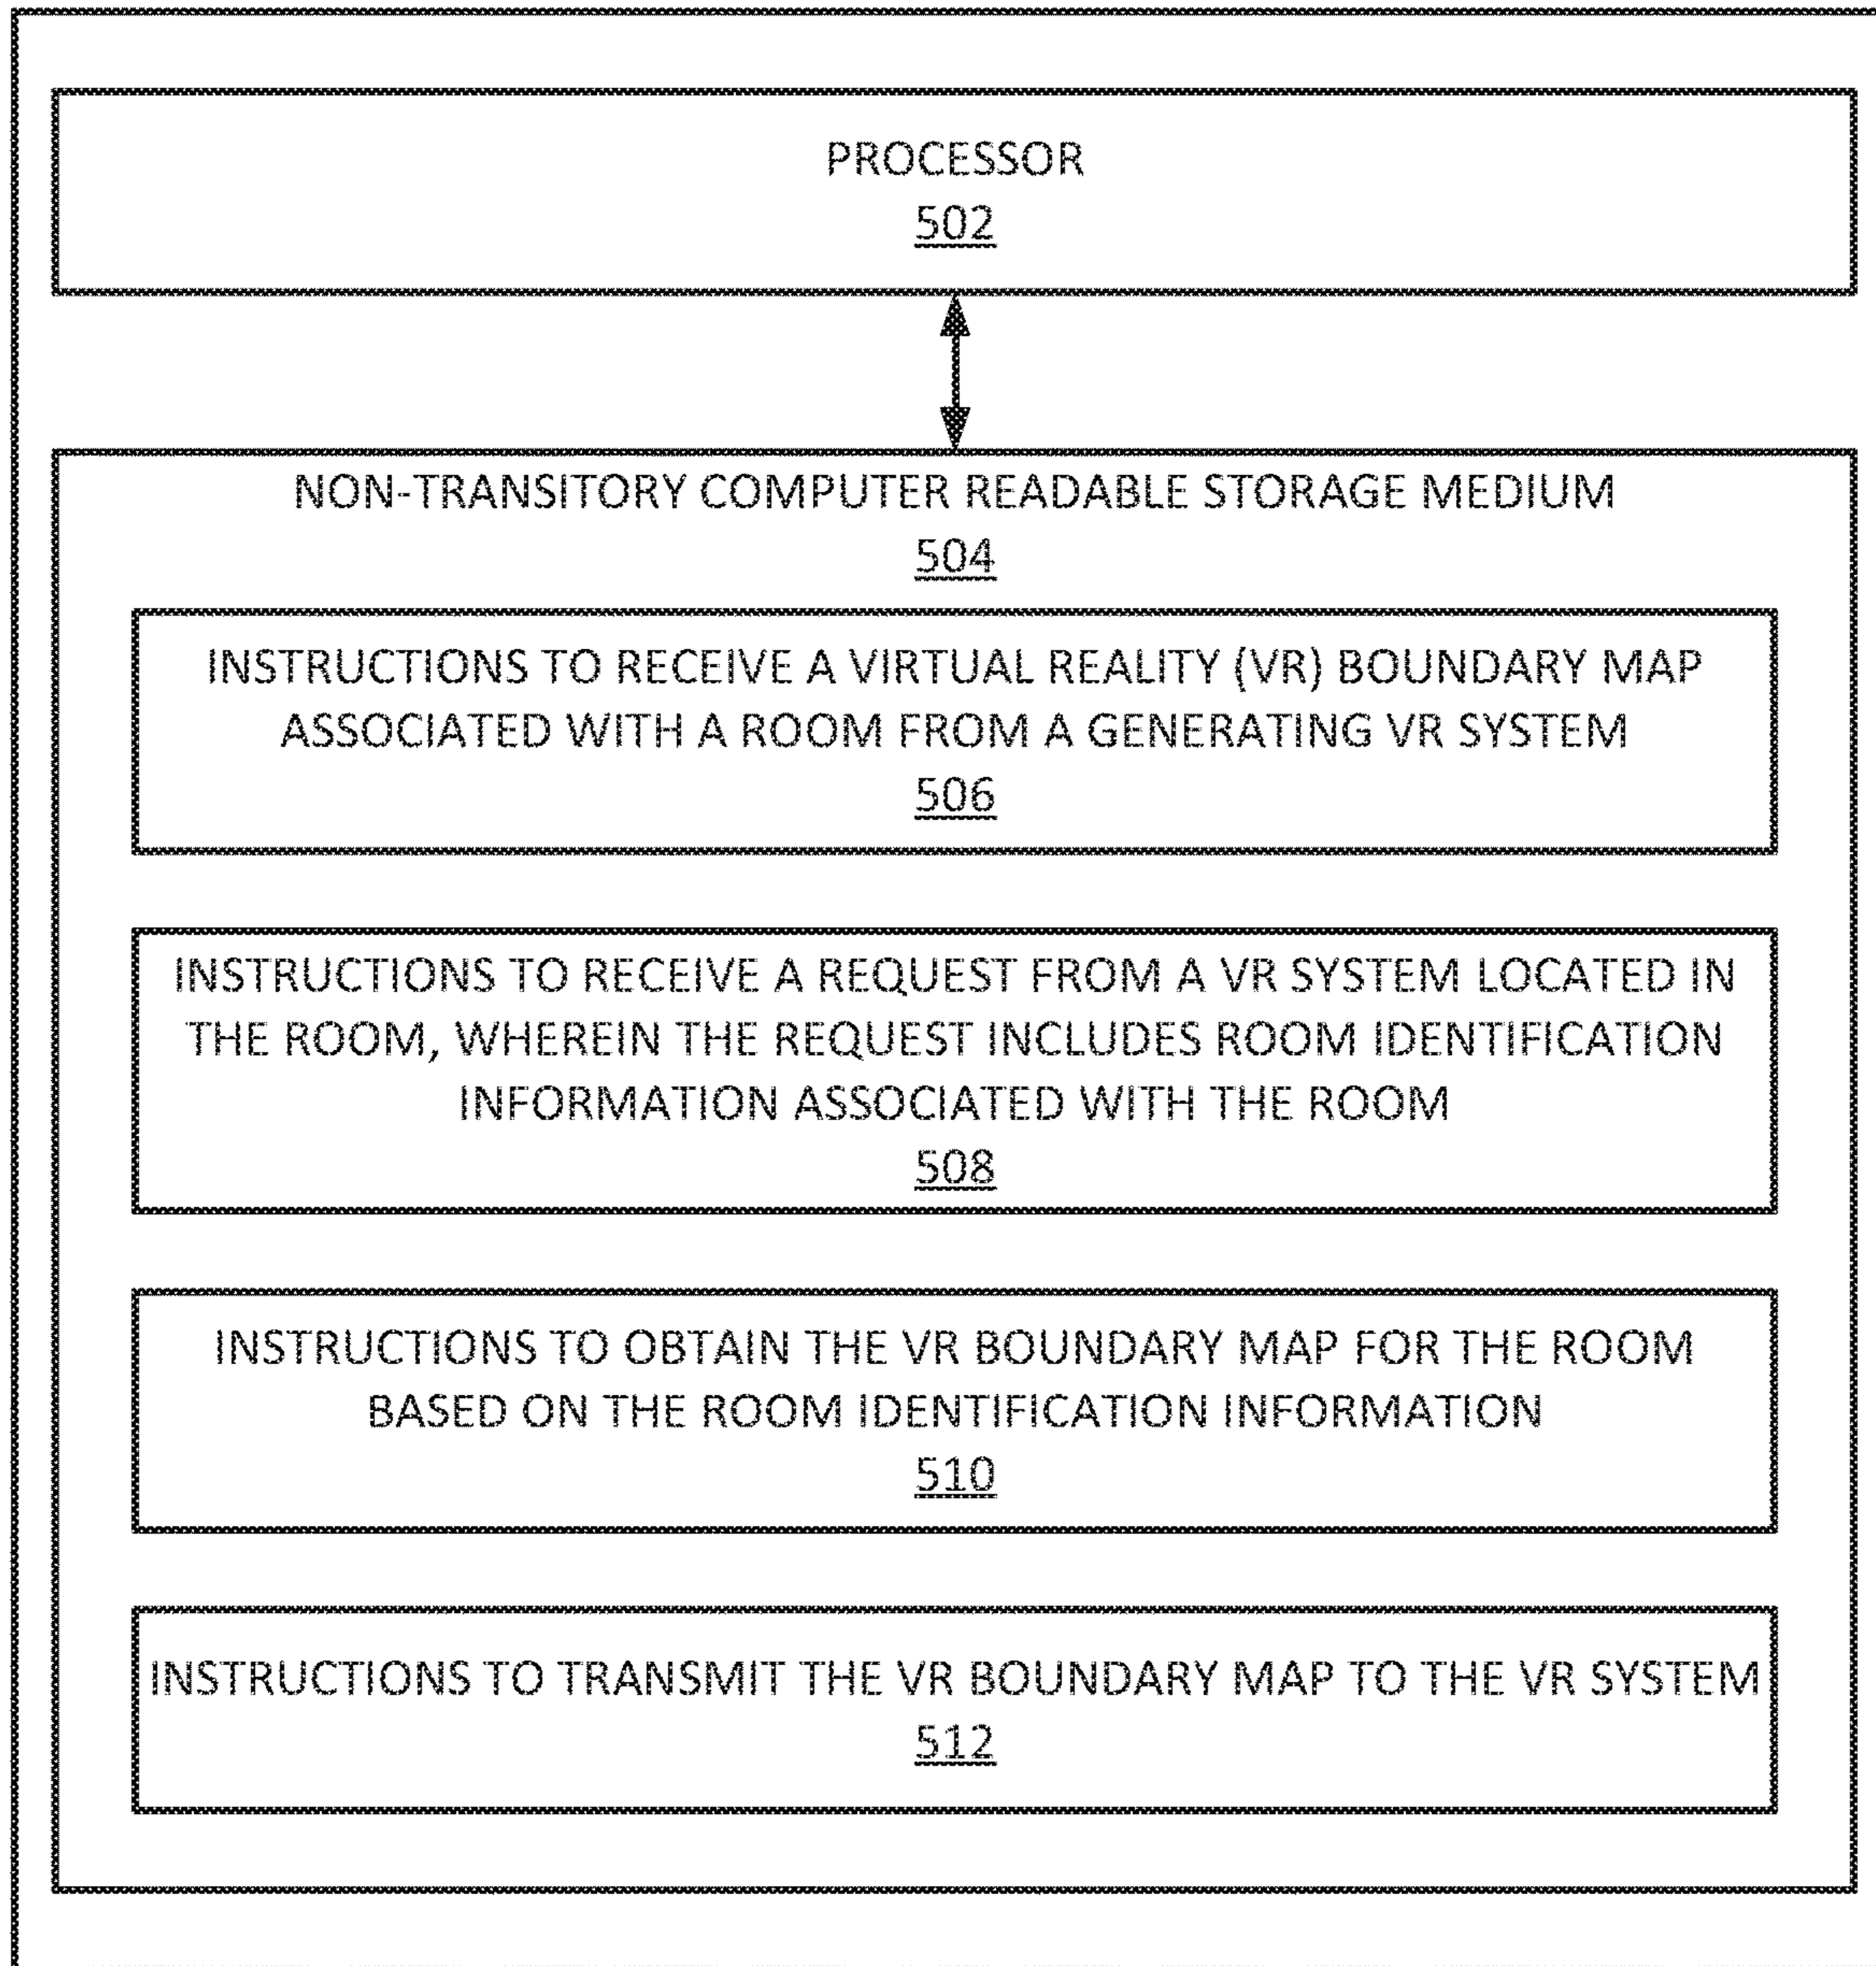 PROCESSOR
502
NON-TRANSITORY COMPUTER READABLE STORAGE MEDIUM
504
INSTRUCTIONS TO RECEIVE A VIRTUAL REALITY (VR) BOUNDARY MAP
ASSOCIATED WITH A ROOM FROM A GENERATING VR SYSTEM
506
INSTRUCTIONS TO RECEIVE A REQUEST FROM A VR SYSTEM LOCATED IN
THE ROOM, WHEREIN THE REQUEST INCLUDES ROOM IDENTIFICATION
INFORMATION ASSOCIATED WITH THE ROOM
508
INSTRUCTIONS TO OBTAIN THE VR BOUNDARY MAP FOR THE ROOM
BASED ON THE ROOM IDENTIFICATION INFORMATION
510
INSTRUCTIONS TO TRANSMIT THE VR BOUNDARY MAP TO THE VR SYSTEM
512